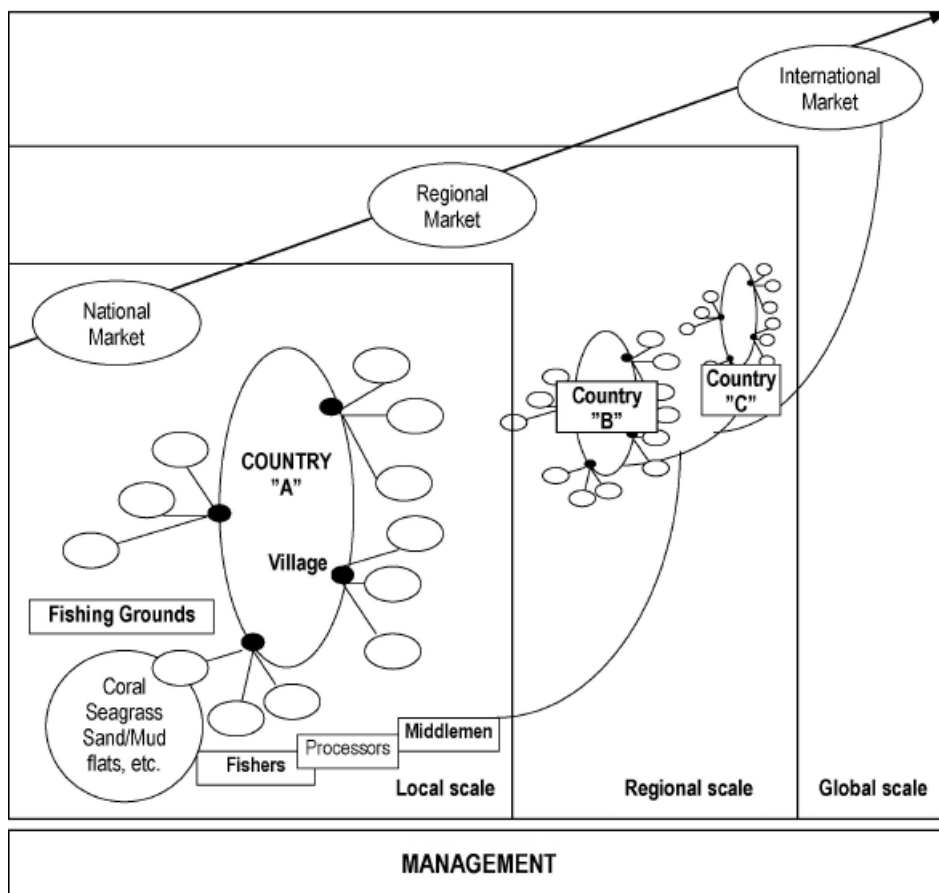 International
Market
Regional
Market
National
Market
COUNTRY
"A"
Village
Country
"B"
Country
"C"
Fishing Grounds
Coral
Seagrass
Sand/Mud
flats, etc.
Fishers
Processors
Middlemen
Local scale
Regional scale
Global scale
MANAGEMENT